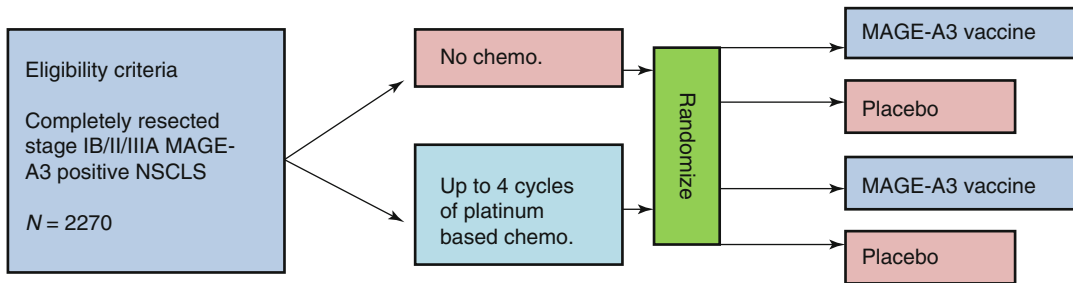 Eligibility criteria
Completely resected
stage IB/II/IIIA MAGE-
A3 positive NSCLS
N = 2270
No chemo.
Up to 4 cycles
of platinum
based chemo.
Randomize
MAGE-A3 vaccine
Placebo
MAGE-A3 vaccine
Placebo